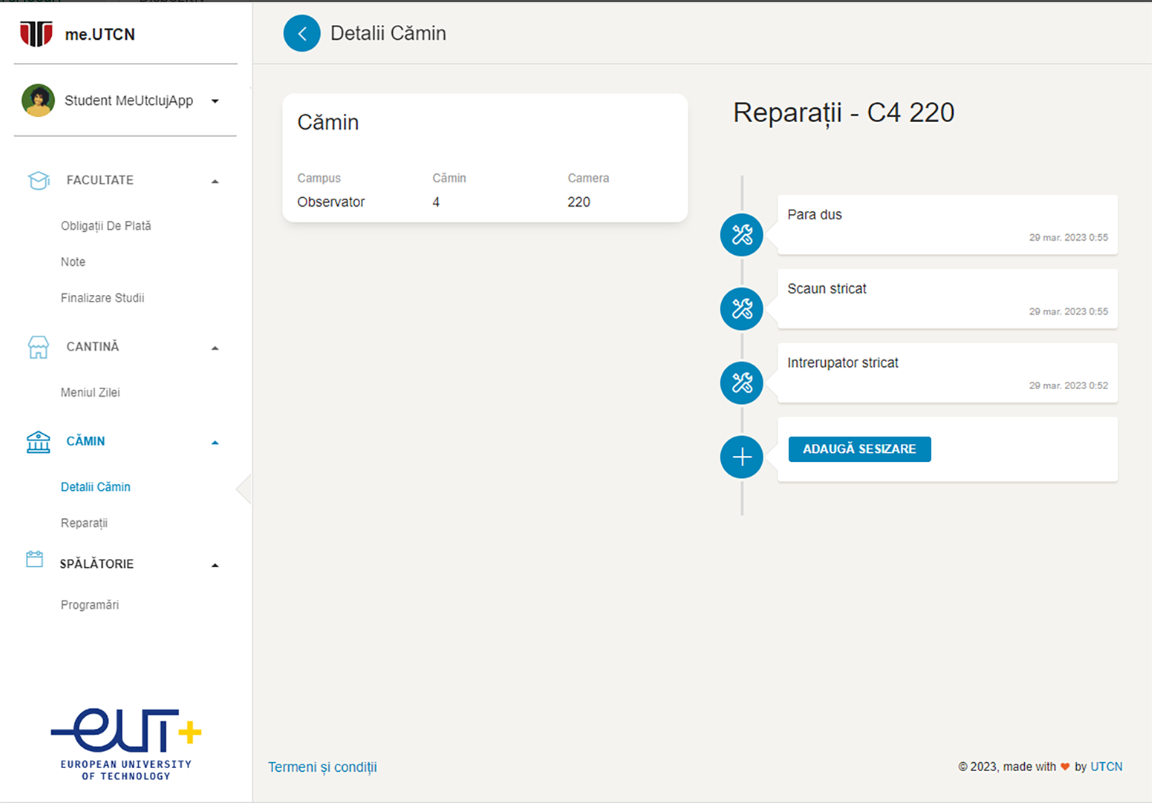 me.UTCN
Student MeUtclujApp
FACULTATE
Obligații De Plată
Note
Finalizare Studii
CANTINĂ
Meniul Zilei
CĂMIN
Detalii Cămin
Reparații
SPĂLĂTORIE
Programări
EUT+
EUROPEAN UNIVERSITY
OF TECHNOLOGY
Detalii Cămin
Cămin
Campus Cămin Camera
Observator 4 220
Reparații - C4 220
Para dus
29 mar. 2023 0:55
Scaun stricat
29 mar. 2023 0:55
Intrerupator stricat
29 mar. 2023 0:52
ADAUGĂ SESIZARE
Termeni și condiții
© 2023, made with ♥ by UTCN